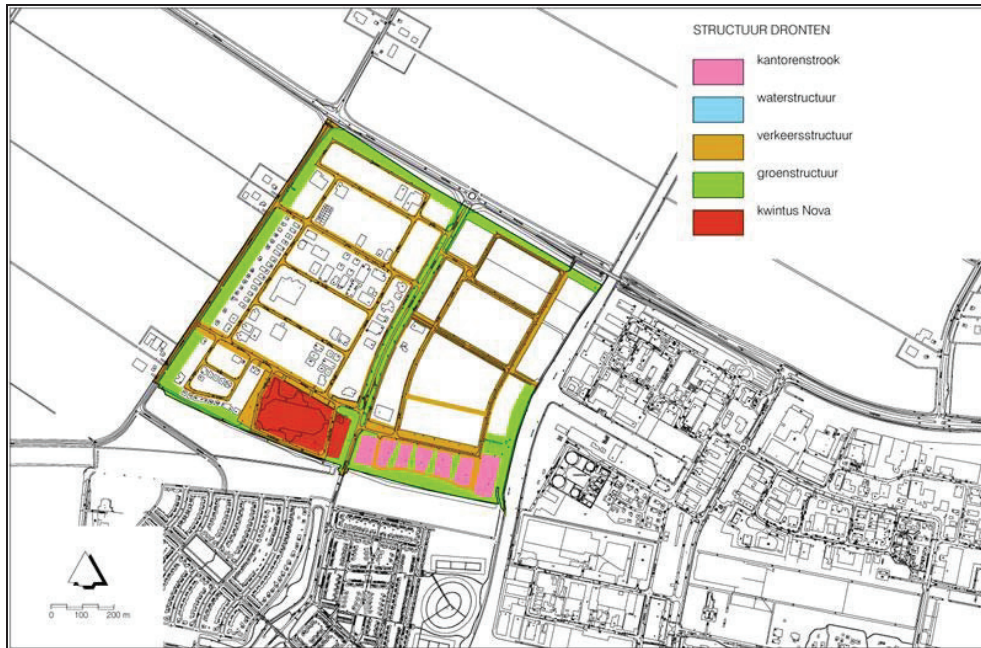 STRUCTUUR DRONTEN
kantorenstrook
waterstructuur
verkeersstructuur
groenstructuur
kwintus Nova
0 100 200 m